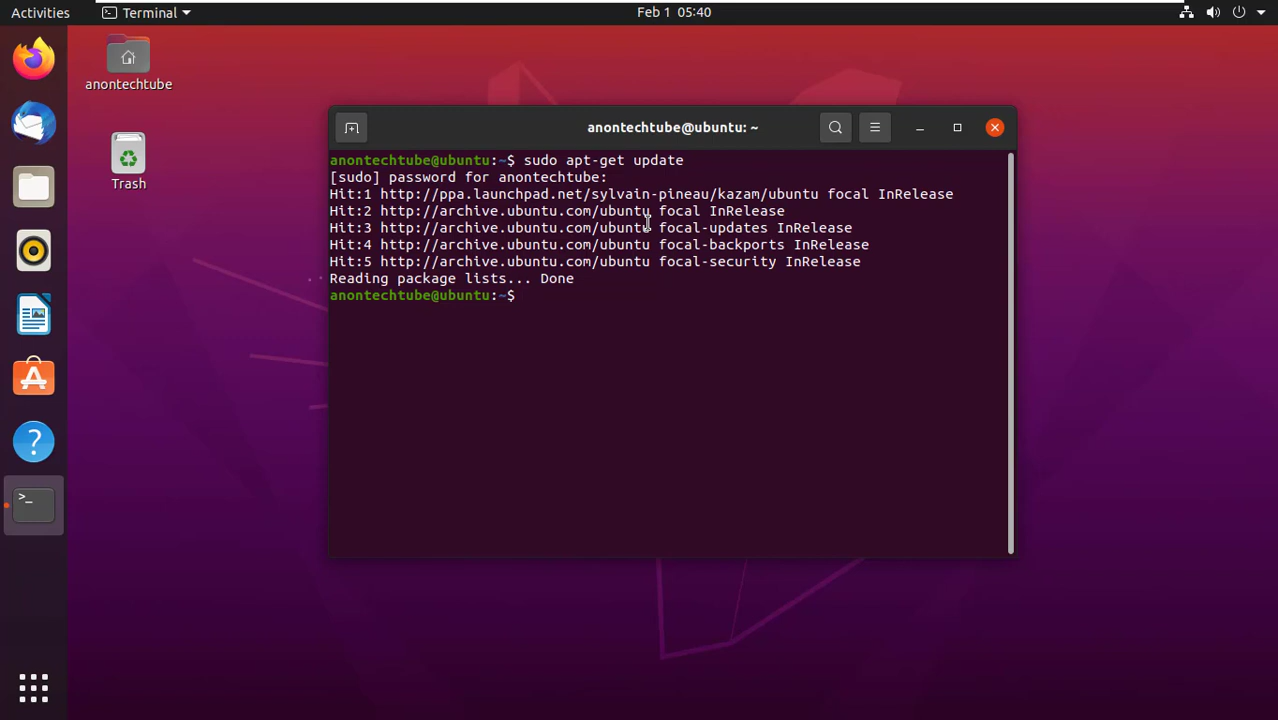 Activities
Terminal
Feb 1 05:40
anontechtube
Trash
anontechtube@ubuntu: ~
anontechtube@ubuntu:~$ sudo apt-get update
[sudo] password for anontechtube:
Hit:1 http://ppa.launchpad.net/sylvain-pineau/kazam/ubuntu focal InRelease
Hit:2 http://archive.ubuntu.com/ubuntu focal InRelease
Hit:3 http://archive.ubuntu.com/ubuntu focal-updates InRelease
Hit:4 http://archive.ubuntu.com/ubuntu focal-backports InRelease
Hit:5 http://archive.ubuntu.com/ubuntu focal-security InRelease
Reading package lists... Done
anontechtube@ubuntu:~$